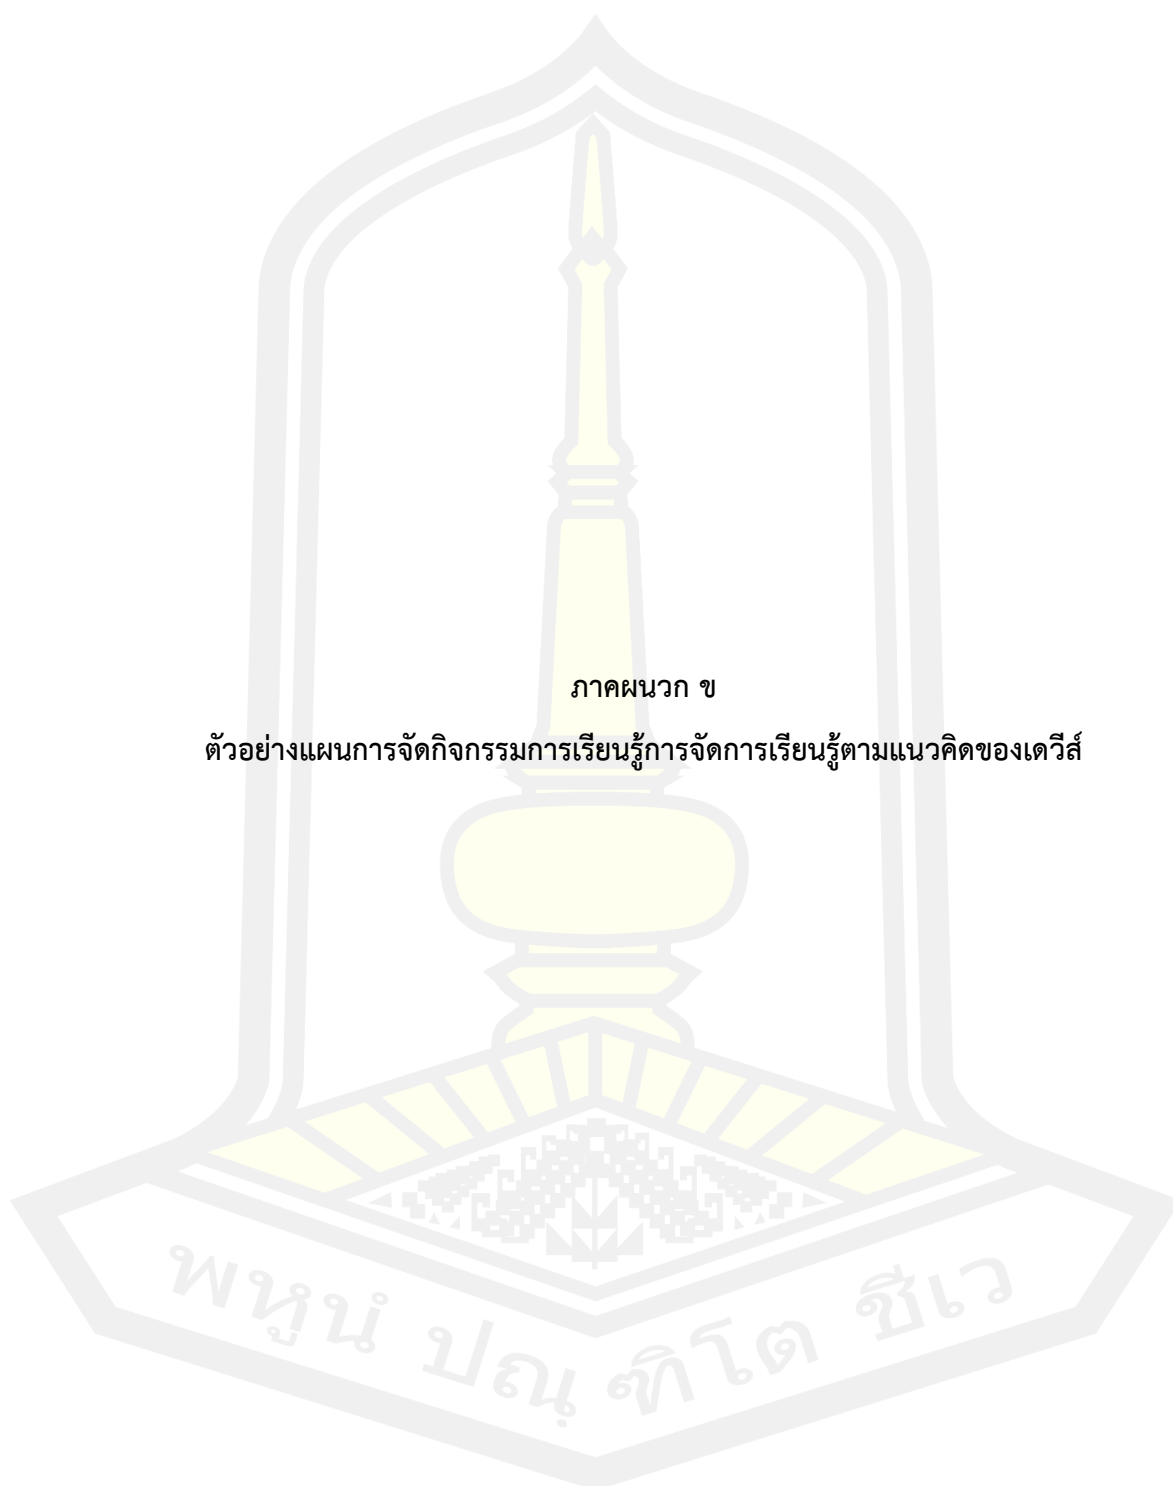 ภาคผนวก ข
ตัวอย่างแผนการจัดกิจกรรมการเรียนรู้การจัดการเรียนรู้ตามแนวคิดของเดวีส์
พหูนํ ปณฺฑิโต ชีเว